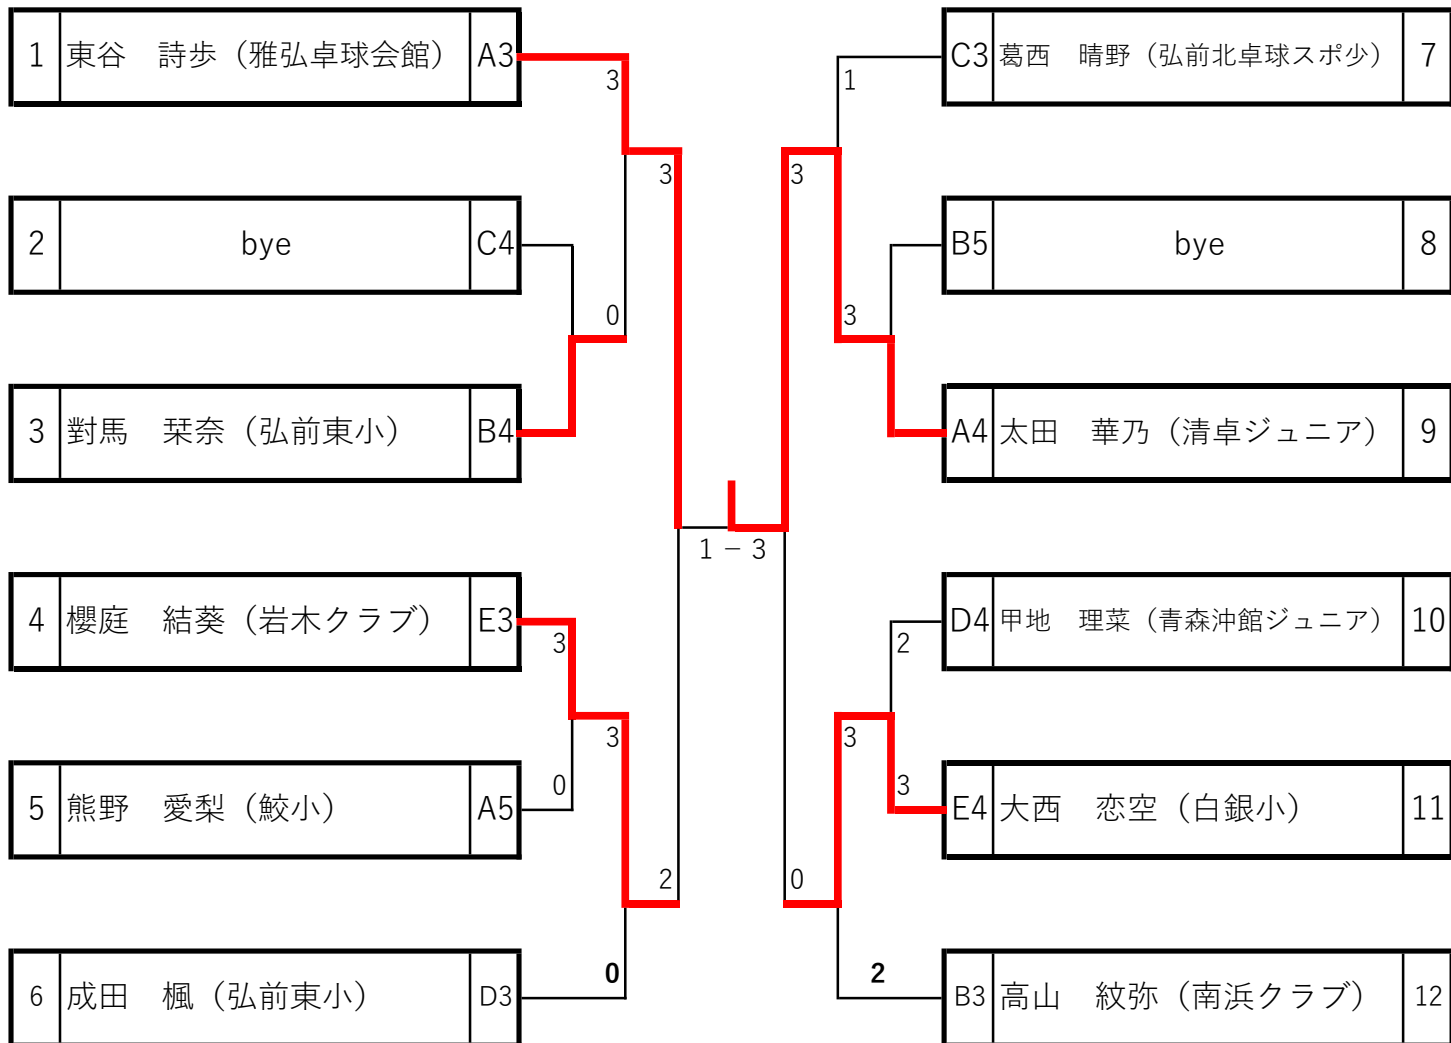 1 東谷　詩歩（雅弘卓球会館） A3
3
C3 葛西　晴野（弘前北卓球スポ少） 7
1
3
3
2 bye C4
B5 bye 8
0
3
3 對馬　栞奈（弘前東小） B4
A4 太田　華乃（清卓ジュニア） 9
1 － 3
4 櫻庭　結葵（岩木クラブ） E3
3
D4 甲地　理菜（青森沖館ジュニア） 10
2
3
3
5 熊野　愛梨（鮫小） A5
0
3
E4 大西　恋空（白銀小） 11
2
0
6 成田　楓（弘前東小） D3
0
2
B3 高山　紋弥（南浜クラブ） 12